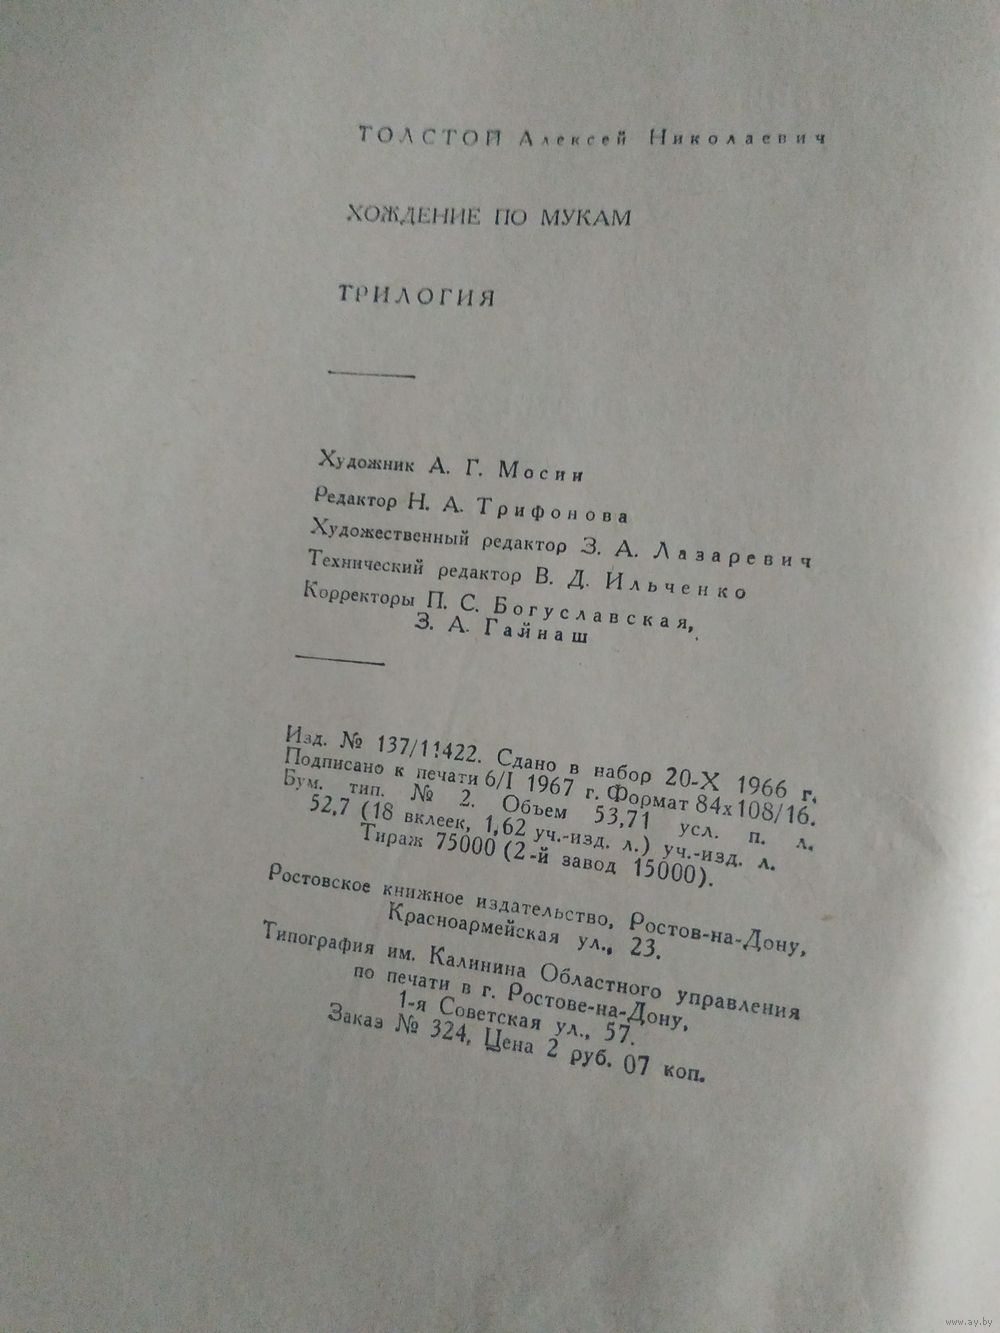 ТОЛСТОЙ Алексей Николаевич
ХОЖДЕНИЕ ПО МУКАМ
ТРИЛОГИЯ
Художник А. Г. Мосин
Редактор Н. А. Трифонова
Художественный редактор З. А. Лазаревич
Технический редактор В. Д. Ильченко
Корректоры П. С. Богуславская,
З. А. Гайнаш
Изд. № 137/11422. Сдано в набор 20-X 1966 г.
Подписано к печати 6/I 1967 г. Формат 84x108/16.
Бум. тип. № 2. Объем 53,71 усл. п. л.
52,7 (18 вклеек, 1,62 уч.-изд. л.) уч.-изд. л.
Тираж 75000 (2-й завод 15000).
Ростовское книжное издательство, Ростов-на-Дону,
Красноармейская ул., 23.
Типография им. Калинина Областного управления
по печати в г. Ростове-на-Дону,
1-я Советская ул., 57.
Заказ № 324, Цена 2 руб. 07 коп.
www.ay.by